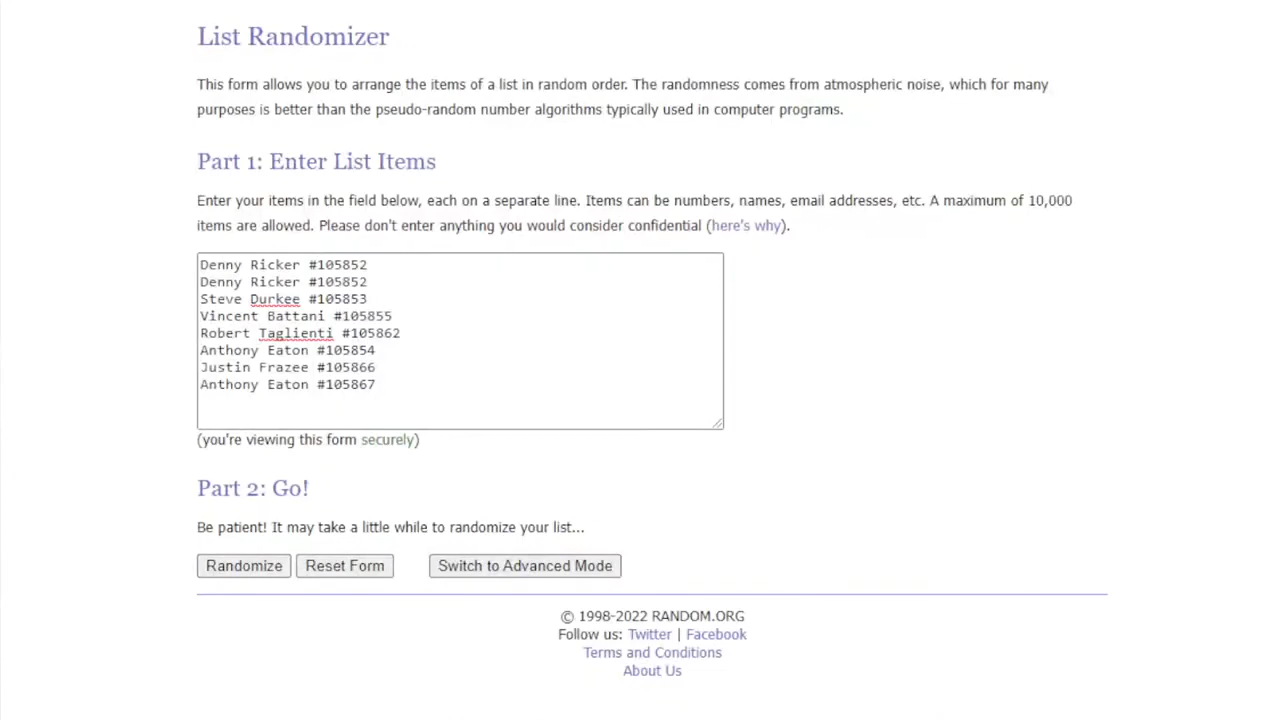 List Randomizer
This form allows you to arrange the items of a list in random order. The randomness comes from atmospheric noise, which for many
purposes is better than the pseudo-random number algorithms typically used in computer programs.
Part 1: Enter List Items
Enter your items in the field below, each on a separate line. Items can be numbers, names, email addresses, etc. A maximum of 10,000
items are allowed. Please don't enter anything you would consider confidential (here's why).
Denny Ricker #105852
Denny Ricker #105852
Steve Durkee #105853
Vincent Battani #105855
Robert Taglienti #105862
Anthony Eaton #105854
Justin Frazee #105866
Anthony Eaton #105867
(you're viewing this form securely)
Part 2: Go!
Be patient! It may take a little while to randomize your list...
Randomize Reset Form Switch to Advanced Mode
© 1998-2022 RANDOM.ORG
Follow us: Twitter | Facebook
Terms and Conditions
About Us